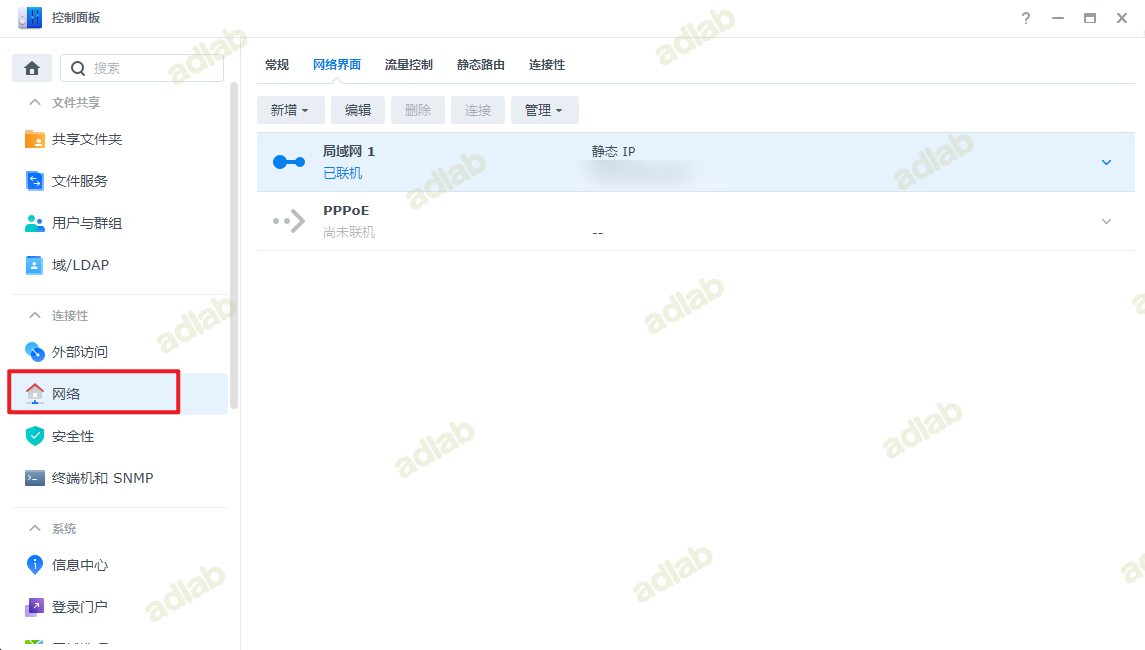 控制面板
搜索
文件共享
共享文件夹
文件服务
用户与群组
域/LDAP
连接性
外部访问
网络
安全性
终端机和 SNMP
系统
信息中心
登录门户
常规 网络界面 流量控制 静态路由 连接性
新增 编辑 删除 连接 管理
局域网 1 静态 IP
已联机
PPPoE
尚未联机 --
adlab
adlab
adlab
adlab
adlab
adlab
adlab
adlab
adlab
adlab